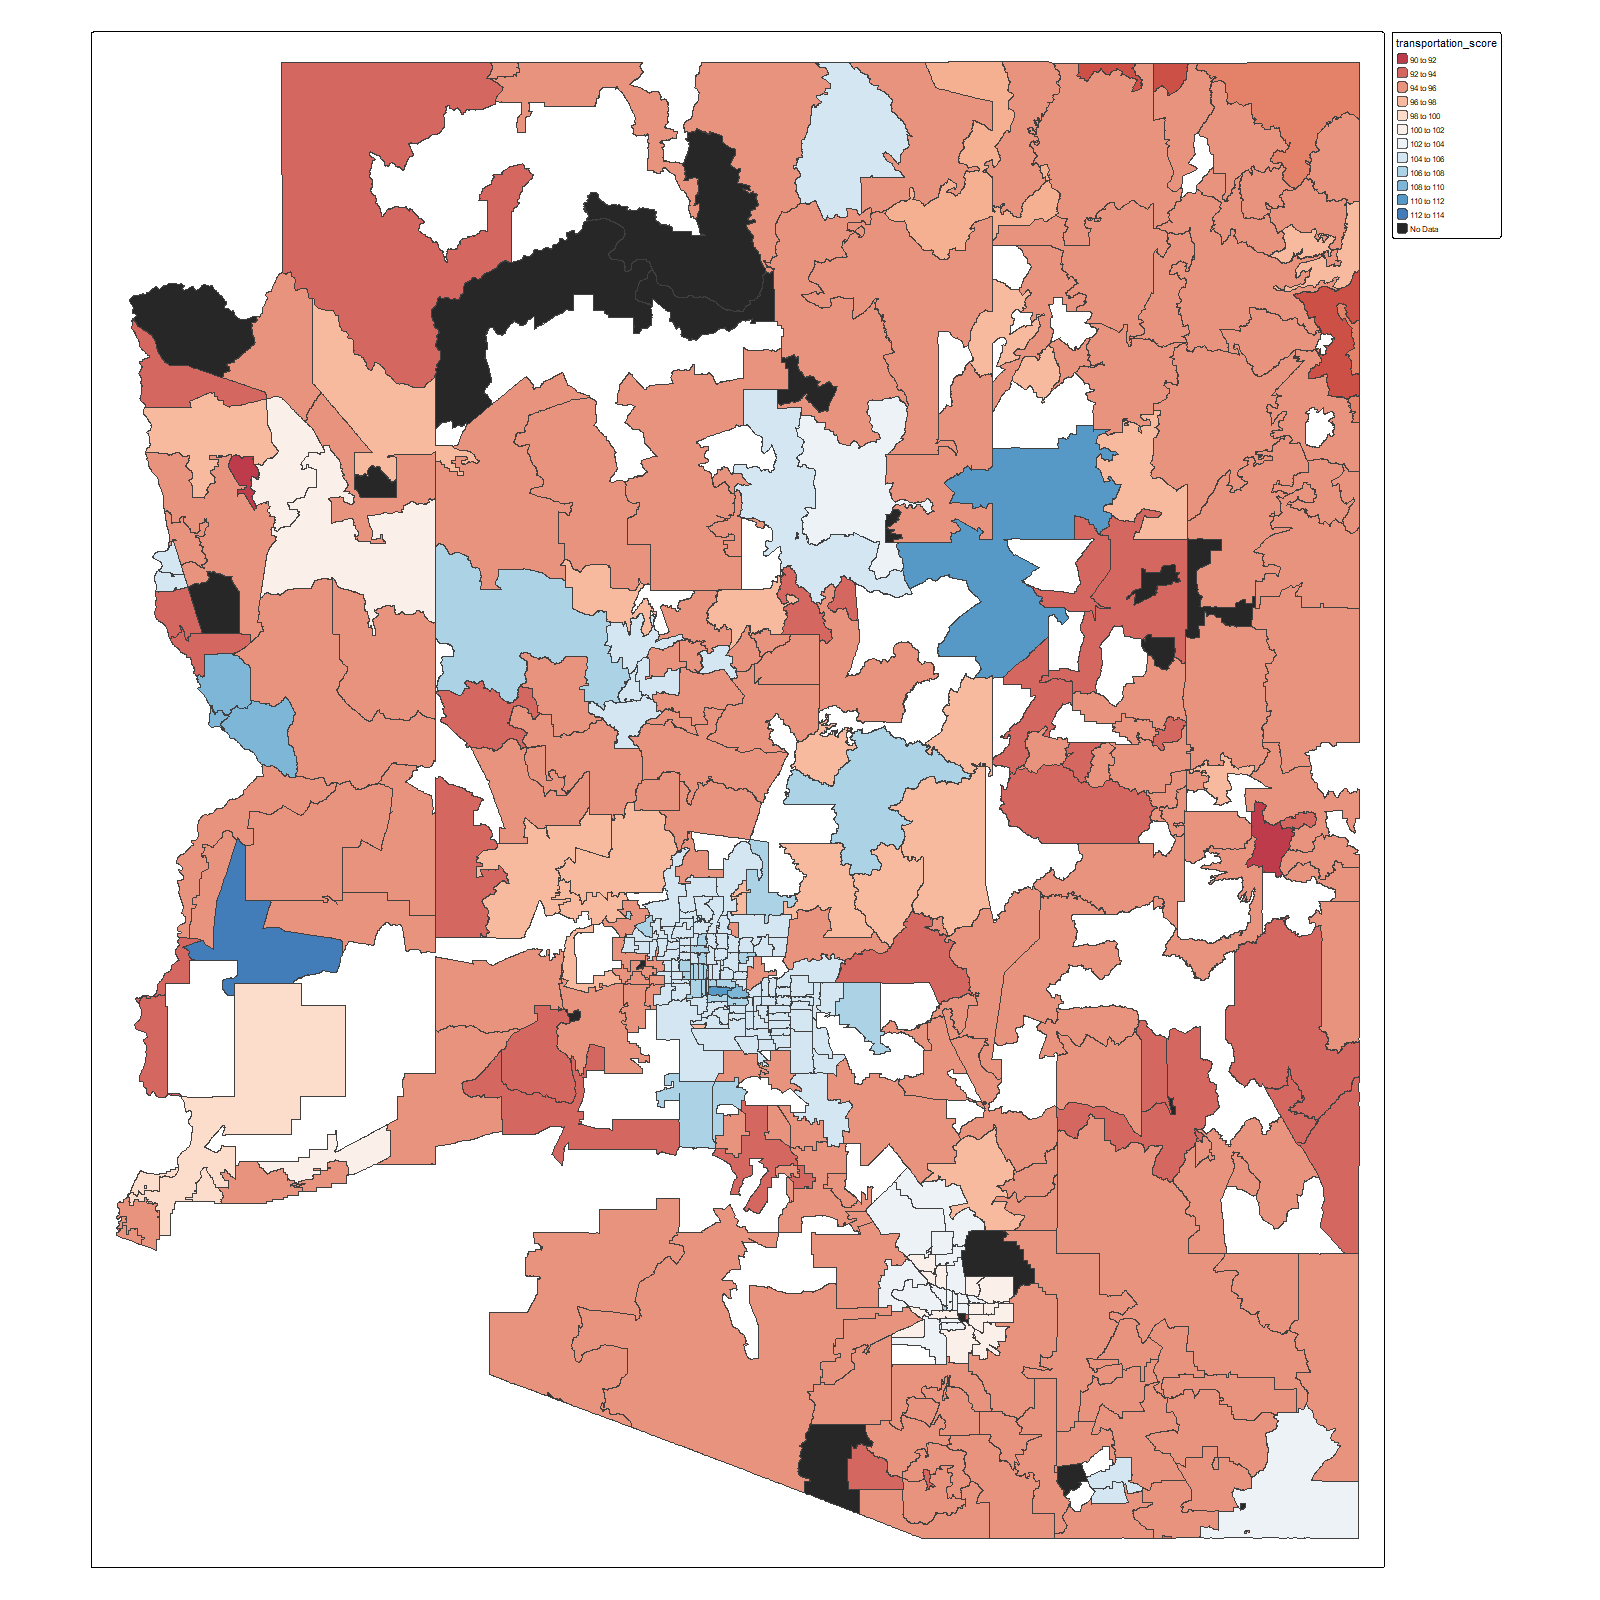 transportation_score
90 to 92
92 to 94
94 to 96
96 to 98
98 to 100
100 to 102
102 to 104
104 to 106
106 to 108
108 to 110
110 to 112
112 to 114
No Data